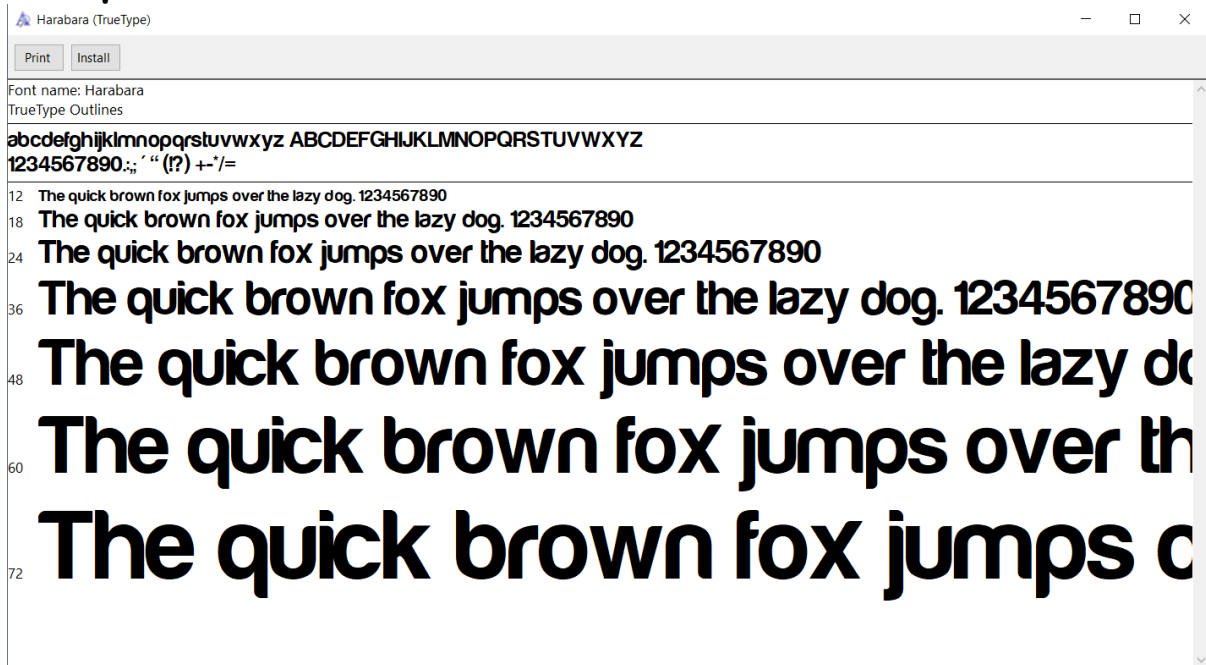 Harabara (TrueType)
Print Install
Font name: Harabara
TrueType Outlines
abcdefghijklmnopqrstuvwxyz ABCDEFGHIJKLMNOPQRSTUVWXYZ
1234567890.:,; ´ “ (!?) +-*/=
12 The quick brown fox jumps over the lazy dog. 1234567890
18 The quick brown fox jumps over the lazy dog. 1234567890
24 The quick brown fox jumps over the lazy dog. 1234567890
36 The quick brown fox jumps over the lazy dog. 1234567890
48 The quick brown fox jumps over the lazy do
60 The quick brown fox jumps over th
72 The quick brown fox jumps o